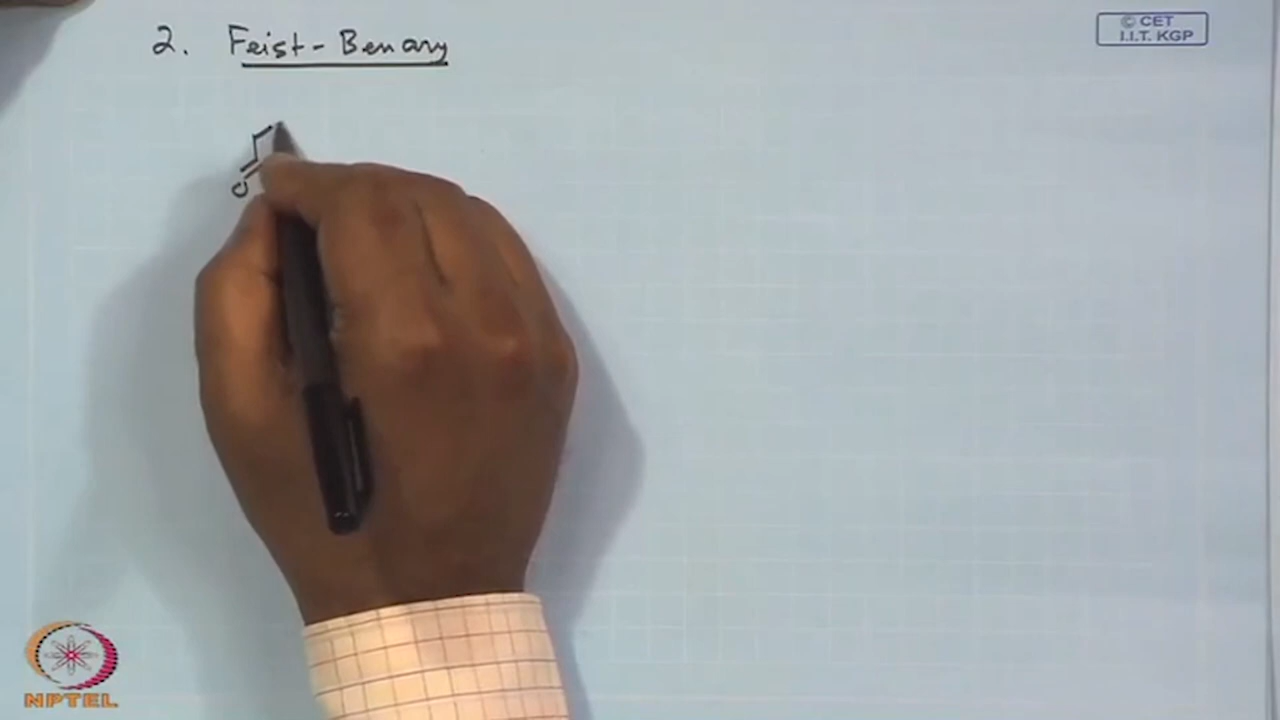 2. Feist-Benary
© CET
I.I.T. KGP
O
NPTEL